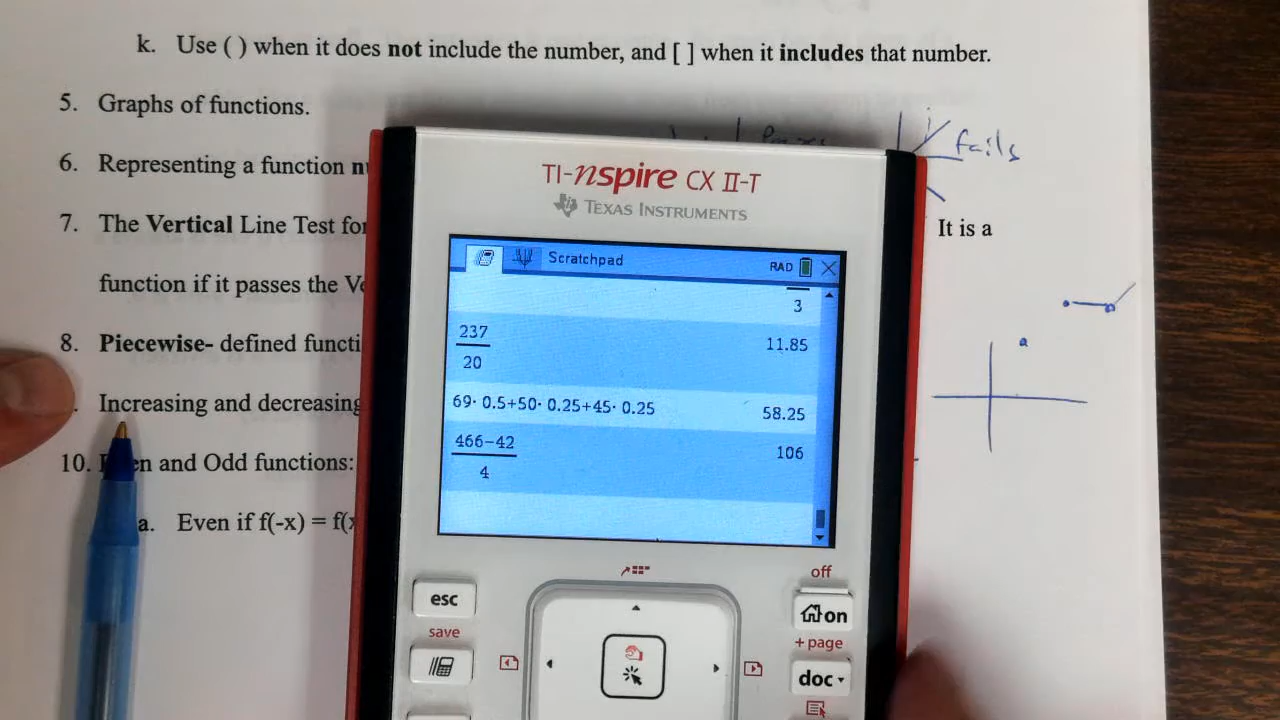 k. Use ( ) when it does not include the number, and [ ] when it includes that number.
5. Graphs of functions.
fails
6. Representing a function
7. The Vertical Line Test for
It is a
function if it passes the
8. Piecewise- defined functi
Increasing and decreasing
10. and Odd functions:
a. Even if f(-x) = f(x
TI-nspire CX II-T
TEXAS INSTRUMENTS
Scratchpad RAD
3
237
20
11.85
69· 0.5+50· 0.25+45· 0.25 58.25
466-42
4
106
esc
save
off
on
+ page
doc